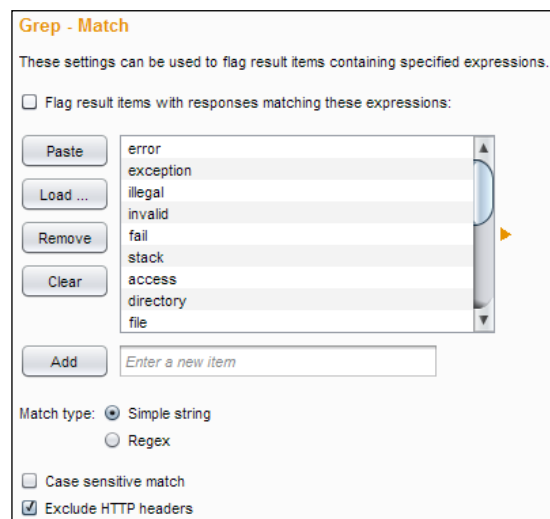 Grep - Match
These settings can be used to flag result items containing specified expressions.
Flag result items with responses matching these expressions:
Paste
Load ...
Remove
Clear
error
exception
illegal
invalid
fail
stack
access
directory
file
Add
Enter a new item
Match type:
Simple string
Regex
Case sensitive match
Exclude HTTP headers